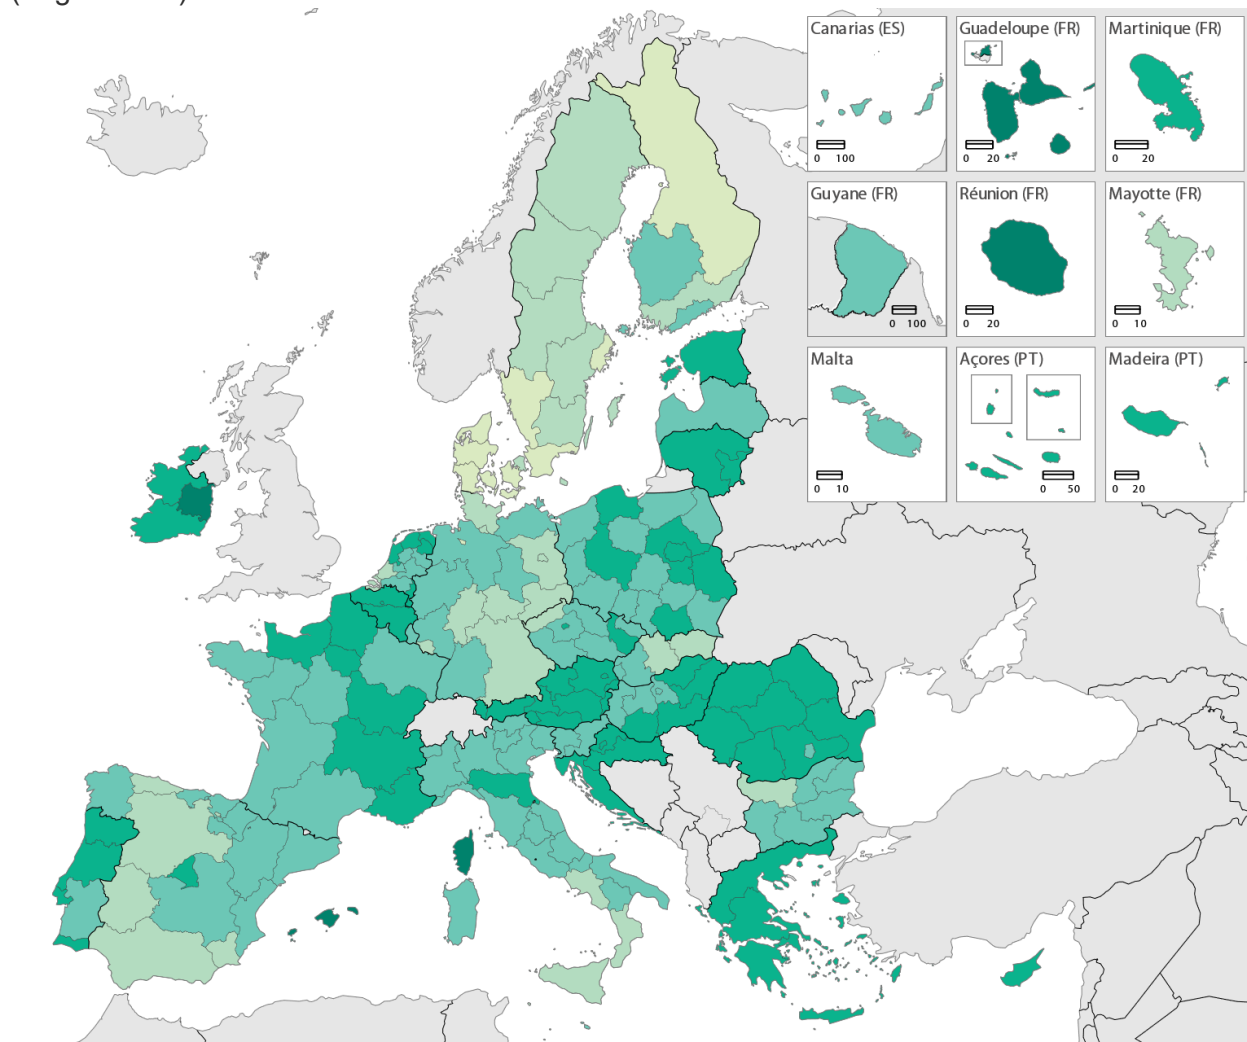 Canarias (ES)
0 100
Guadeloupe (FR)
0 20
Martinique (FR)
0 20
Guyane (FR)
0 100
Réunion (FR)
0 20
Mayotte (FR)
0 10
Malta
0 10
Açores (PT)
0 50
Madeira (PT)
0 20